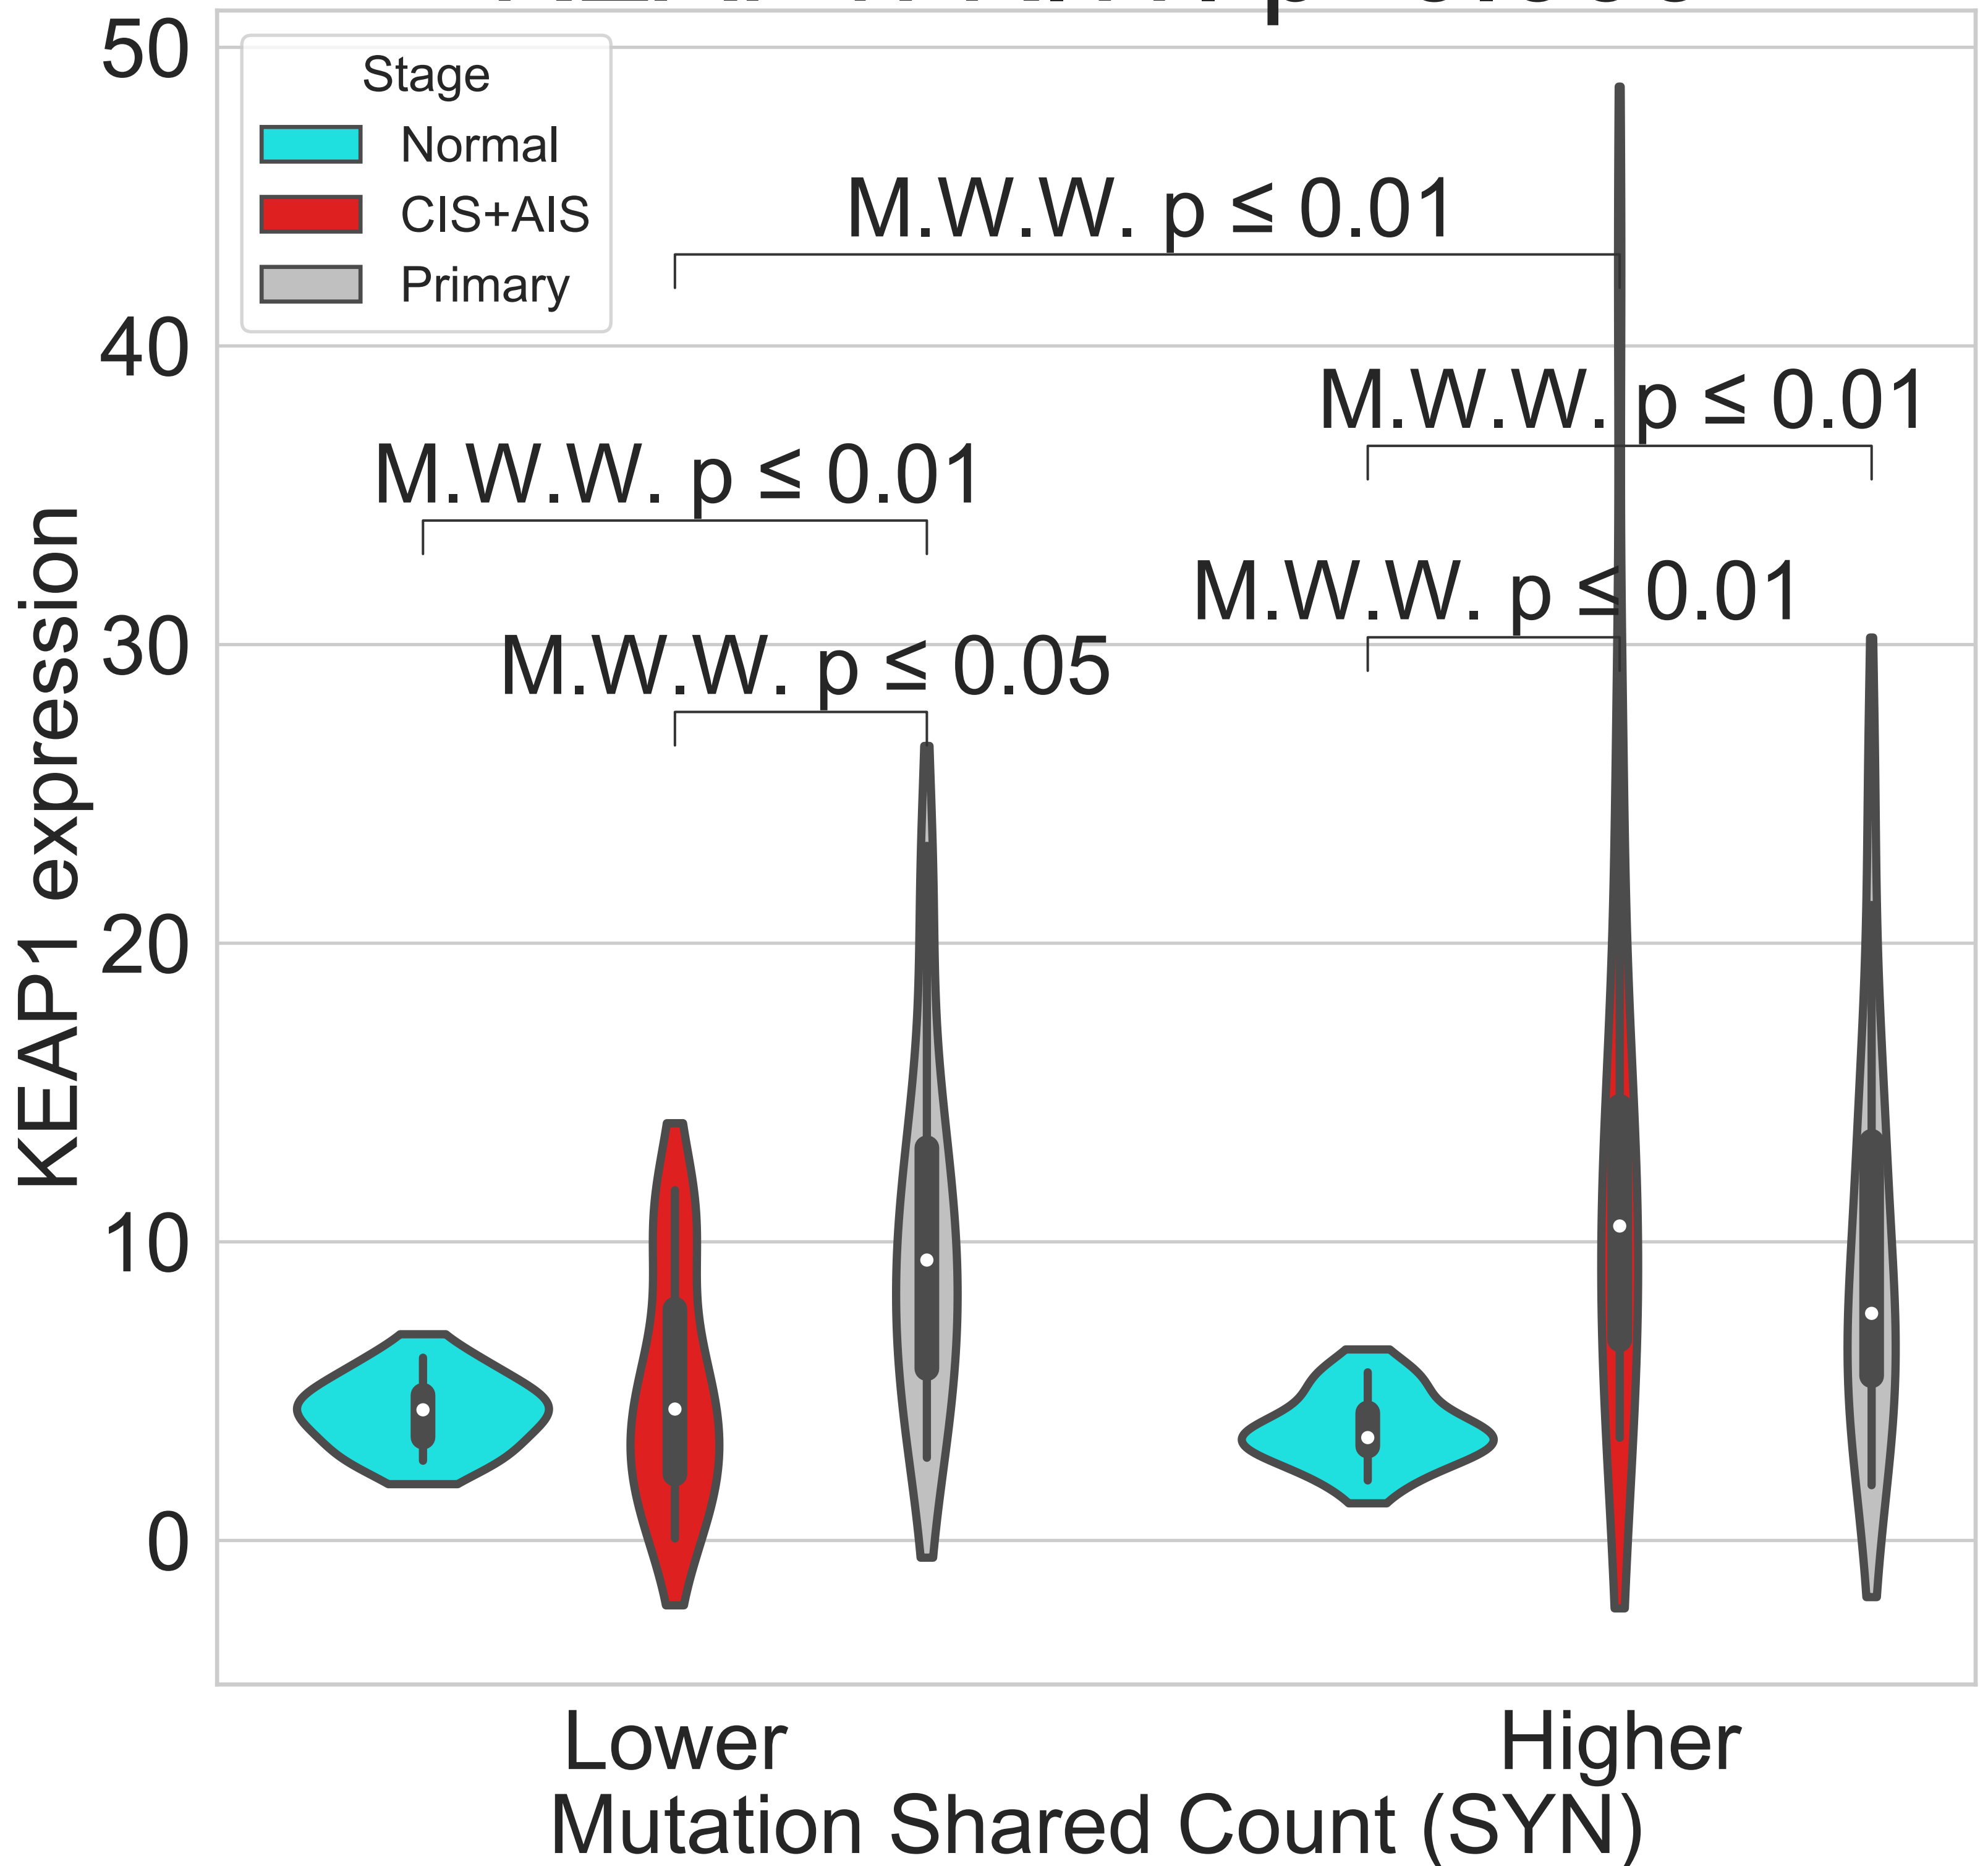 50
Stage
Normal
CIS+AIS
Primary
M.W.W. p ≤ 0.01
40
M.W.W. p ≤ 0.01
M.W.W. p ≤ 0.01
M.W.W. p ≤ 0.01
30
M.W.W. p ≤ 0.05
20
10
0
KEAP1 expression
Lower
Higher
Mutation Shared Count (SYN)